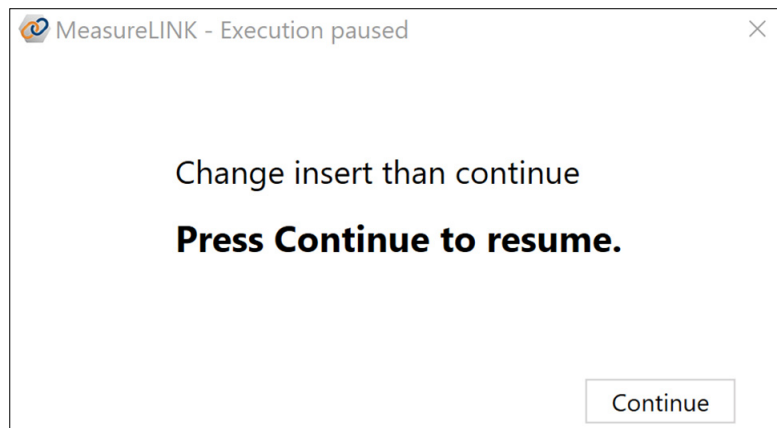 MeasureLINK - Execution paused
Change insert than continue
Press Continue to resume.
Continue